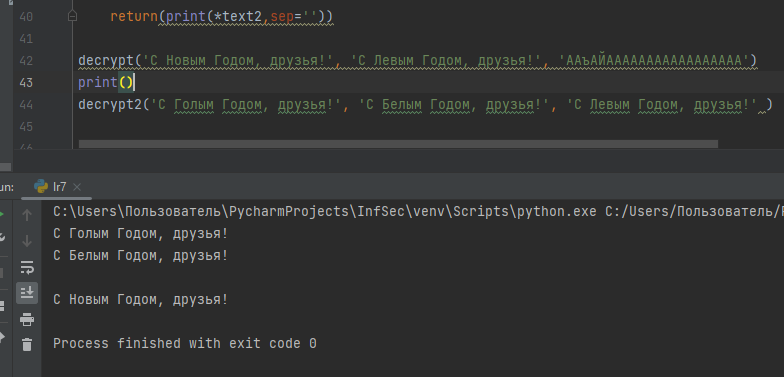 40 return(print(*text2,sep=''))
41
42 decrypt('С Новым Годом, друзья!', 'С Левым Годом, друзья!', 'ААъАЙААААААААААААААААА')
43 print()
44 decrypt2('С Голым Годом, друзья!', 'С Белым Годом, друзья!', 'С Левым Годом, друзья!' )
45
un: lr7 ×
C:\Users\Пользователь\PycharmProjects\InfSec\venv\Scripts\python.exe C:/Users/Пользователь/
С Голым Годом, друзья!
С Белым Годом, друзья!
С Новым Годом, друзья!
Process finished with exit code 0